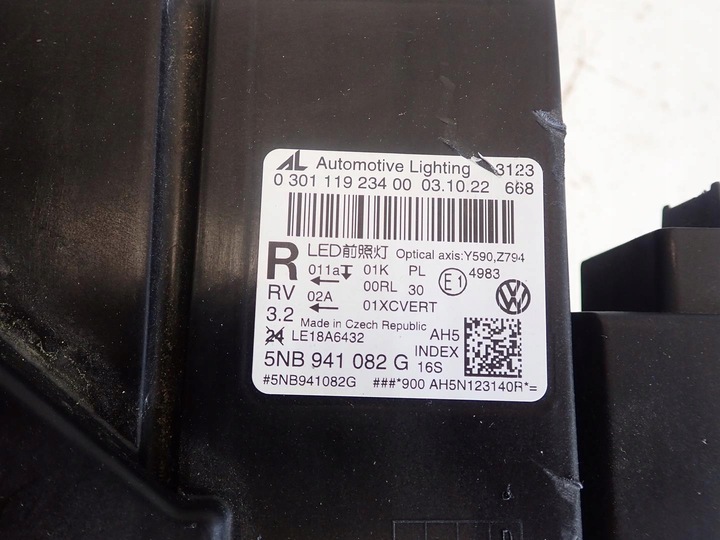 AL Automotive Lighting 3123
0 301 119 234 00 03.10.22 668
LED前照灯 Optical axis:Y590,Z794
R 011a 01K PL E1 4983
RV 02A 00RL 30
3.2 01XCVERT
Made in Czech Republic AH5
24 LE18A6432 INDEX
5NB 941 082 G 16S
#5NB941082G ###*900 AH5N123140R*=